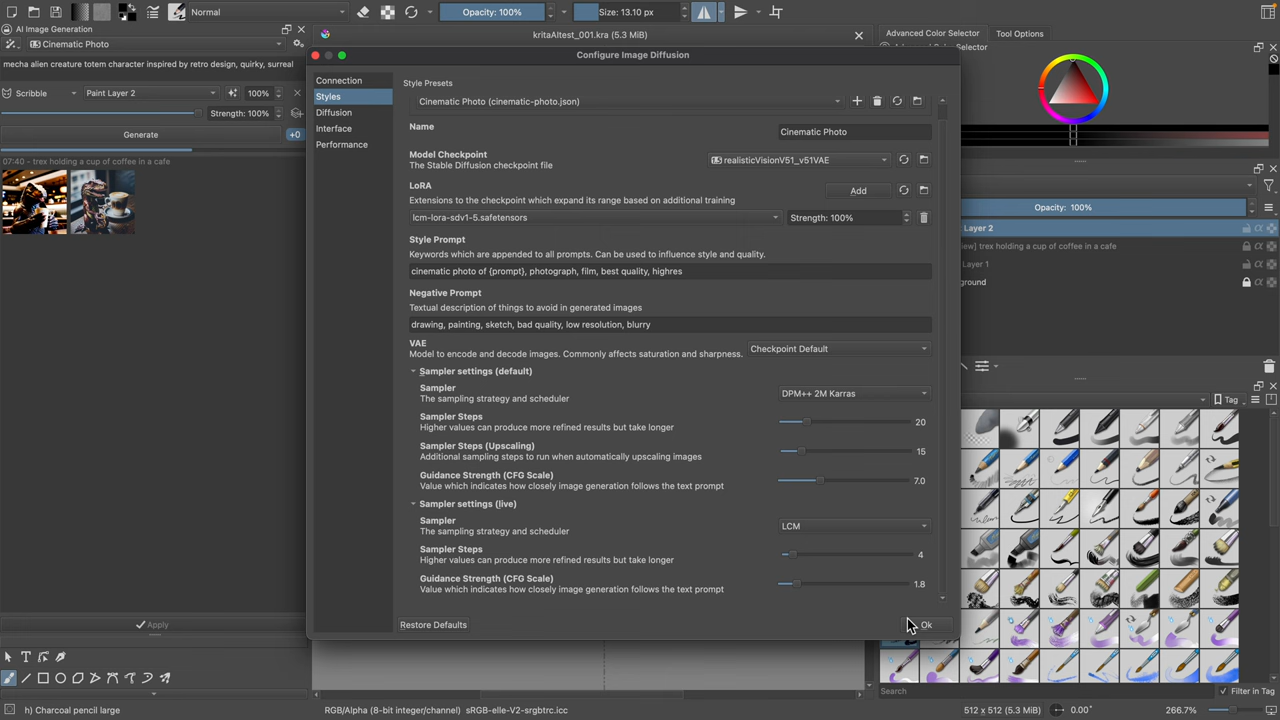 Normal
Opacity: 100%
Size: 13.10 px
AI Image Generation
Cinematic Photo
mecha alien creature totem character inspired by retro design, quirky, surreal
Scribble
Paint Layer 2
100%
Strength: 100%
Generate
+0
07:40 - trex holding a cup of coffee in a cafe
Apply
h) Charcoal pencil large
kritaAItest_001.kra (5.3 MiB)
Configure Image Diffusion
Connection
Styles
Diffusion
Interface
Performance
Style Presets
Cinematic Photo (cinematic-photo.json)
Name
Cinematic Photo
Model Checkpoint
The Stable Diffusion checkpoint file
realisticVisionV51_v51VAE
LoRA
Add
Extensions to the checkpoint which expand its range based on additional training
lcm-lora-sdv1-5.safetensors
Strength: 100%
Style Prompt
Keywords which are appended to all prompts. Can be used to influence style and quality.
cinematic photo of {prompt}, photograph, film, best quality, highres
Negative Prompt
Textual description of things to avoid in generated images
drawing, painting, sketch, bad quality, low resolution, blurry
VAE
Model to encode and decode images. Commonly affects saturation and sharpness.
Checkpoint Default
Sampler settings (default)
Sampler
The sampling strategy and scheduler
DPM++ 2M Karras
Sampler Steps
Higher values can produce more refined results but take longer
20
Sampler Steps (Upscaling)
Additional sampling steps to run when automatically upscaling images
15
Guidance Strength (CFG Scale)
Value which indicates how closely image generation follows the text prompt
7.0
Sampler settings (live)
Sampler
The sampling strategy and scheduler
LCM
Sampler Steps
Higher values can produce more refined results but take longer
4
Guidance Strength (CFG Scale)
Value which indicates how closely image generation follows the text prompt
1.8
Restore Defaults
Ok
RGB/Alpha (8-bit integer/channel) sRGB-elle-V2-srgbtrc.icc
Advanced Color Selector
Tool Options
Color Selector
Opacity: 100%
Layer 2
trex holding a cup of coffee in a cafe
Layer 1
ground
Tag
Search
Filter in Tag
512 x 512 (5.3 MiB)
0.00°
266.7%